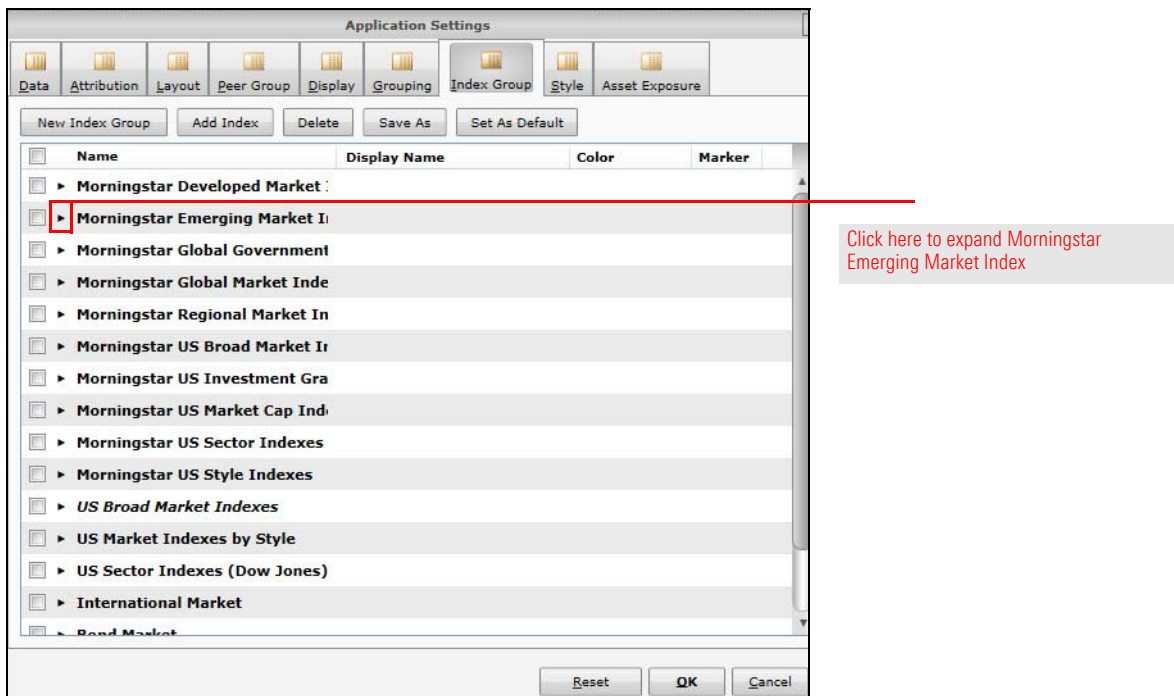 Application Settings
Data Attribution Layout Peer Group Display Grouping Index Group Style Asset Exposure
New Index Group Add Index Delete Save As Set As Default
Name Display Name Color Marker
Morningstar Developed Market
Morningstar Emerging Market
Click here to expand Morningstar
Emerging Market Index
Morningstar Global Government
Morningstar Global Market Inde
Morningstar Regional Market In
Morningstar US Broad Market
Morningstar US Investment Gra
Morningstar US Market Cap Ind
Morningstar US Sector Indexes
Morningstar US Style Indexes
US Broad Market Indexes
US Market Indexes by Style
US Sector Indexes (Dow Jones)
International Market
Bond Market
Reset OK Cancel